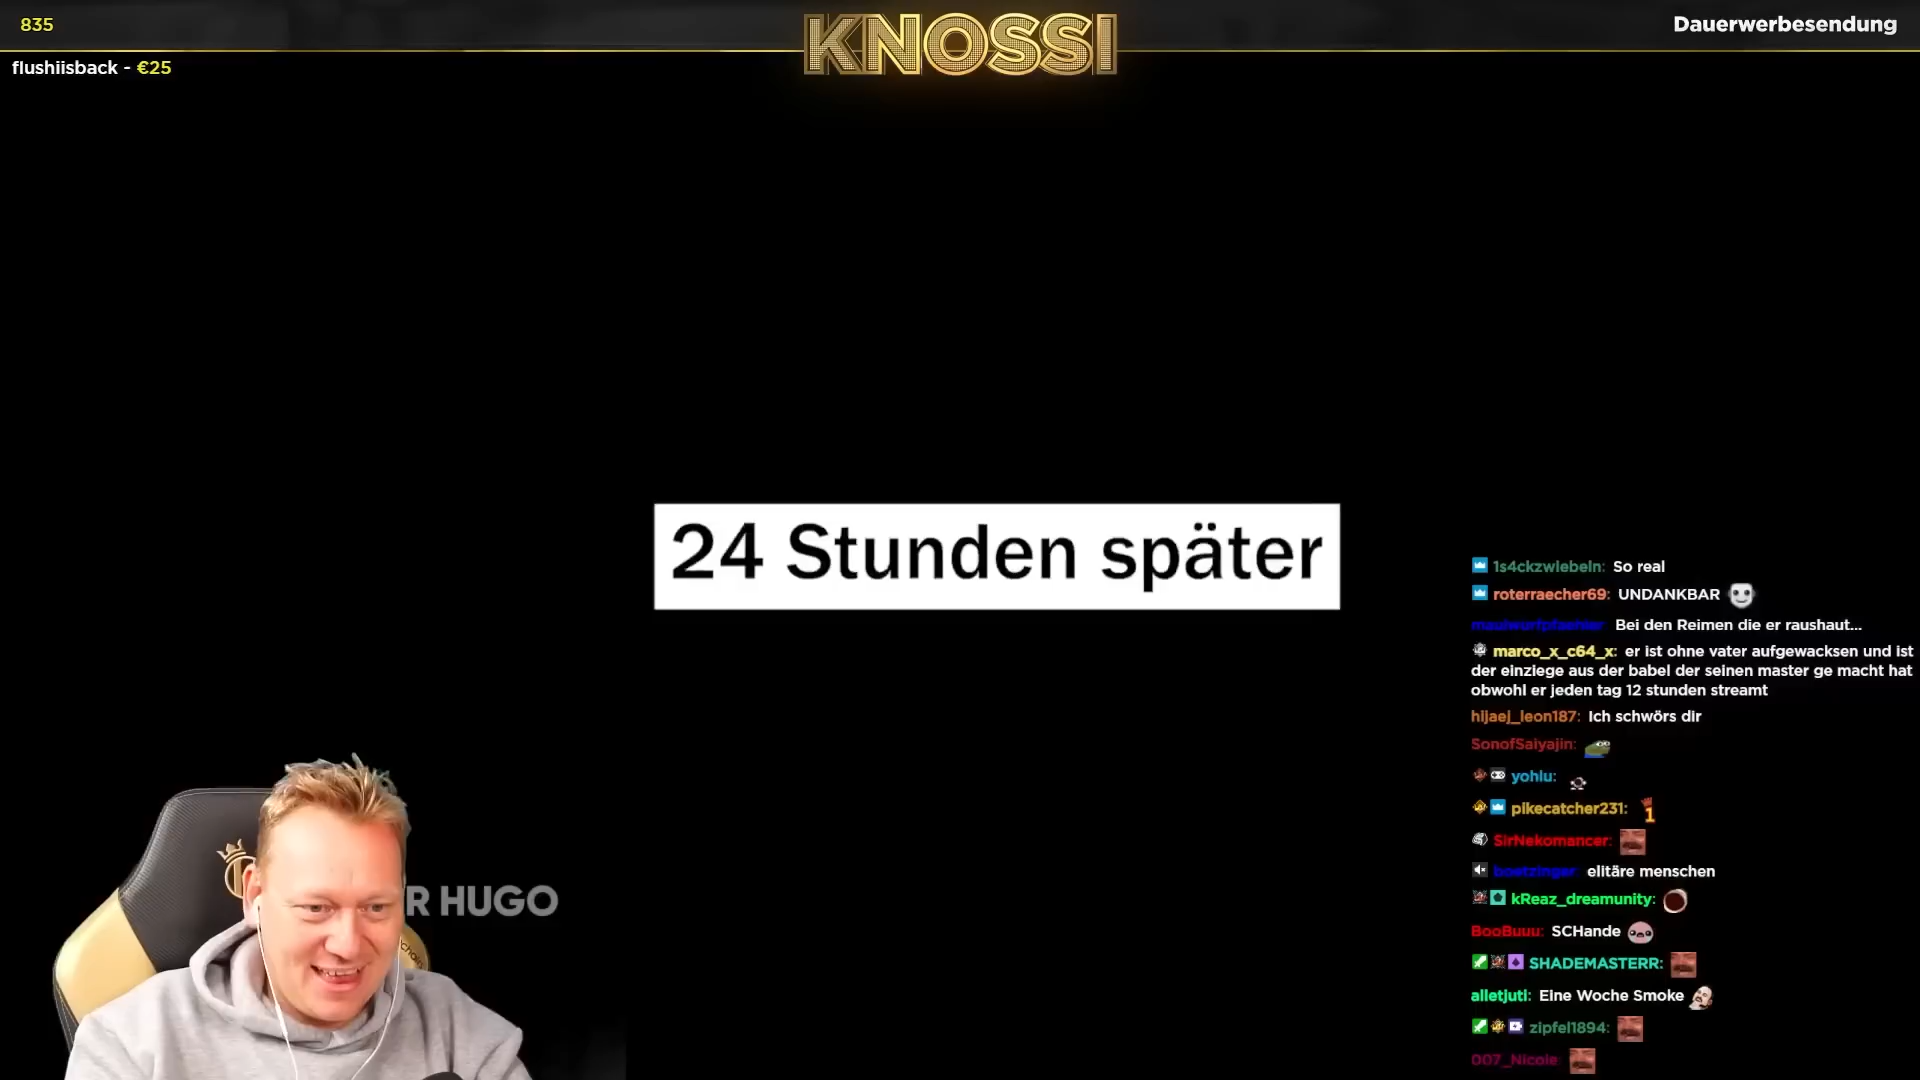 835
KNOSSI
Dauerwerbesendung
flushiisback - €25
24 Stunden später
1s4ckzwiebeln: So real
roterraecher69: UNDANKBAR
maulwurfpfaehler: Bei den Reimen die er raushaut...
marco_x_c64_x: er ist ohne vater aufgewacksen und ist
der einziege aus der babel der seinen master ge macht hat
obwohl er jeden tag 12 stunden streamt
hijaej_leon187: Ich schwörs dir
SonofSaiyajin:
yohiu:
pikecatcher231:
SirNekomancer:
boetzinger: elitäre menschen
kReaz_dreamunity:
BooBuuu: SCHande
SHADEMASTERR:
alletjuti: Eine Woche Smoke
zipfel1894:
007_Nicole:
R HUGO